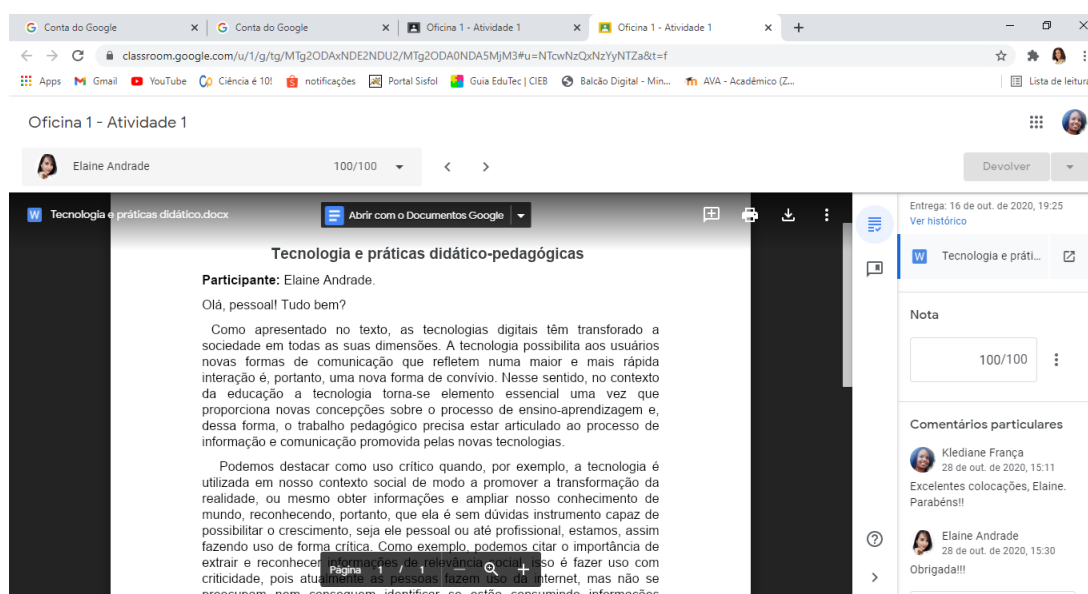 Conta do Google
Conta do Google
Oficina 1 - Atividade 1
Oficina 1 - Atividade 1
classroom.google.com/u/1/g/tg/MTg2ODAxNDE2NDU2/MTg2ODA0NDA5MjM3#u=NTcwNzQxNzYyNTZa&t=f
Apps Gmail YouTube Ciência é 10! notificações Portal Sisfol Guia EduTec | CIEB Balcão Digital - Min... AVA - Acadêmico (Z... Lista de leitura
Oficina 1 - Atividade 1
Elaine Andrade 100/100
Devolver
Tecnologia e práticas didático.docx
Abrir com o Documentos Google
Tecnologia e práticas didático-pedagógicas
Participante: Elaine Andrade.
Olá, pessoal! Tudo bem?
Como apresentado no texto, as tecnologias digitais têm transforado a
sociedade em todas as suas dimensões. A tecnologia possibilita aos usuários
novas formas de comunicação que refletem numa maior e mais rápida
interação é, portanto, uma nova forma de convívio. Nesse sentido, no contexto
da educação a tecnologia torna-se elemento essencial uma vez que
proporciona novas concepções sobre o processo de ensino-aprendizagem e,
dessa forma, o trabalho pedagógico precisa estar articulado ao processo de
informação e comunicação promovida pelas novas tecnologias.
Podemos destacar como uso crítico quando, por exemplo, a tecnologia é
utilizada em nosso contexto social de modo a promover a transformação da
realidade, ou mesmo obter informações e ampliar nosso conhecimento de
mundo, reconhecendo, portanto, que ela é sem dúvidas instrumento capaz de
possibilitar o crescimento, seja ele pessoal ou até profissional, estamos, assim
fazendo uso de forma crítica. Como exemplo, podemos citar o importância de
extrair e reconhecer informações de relevância social, isso é fazer uso com
criticidade, pois atualmente as pessoas fazem uso da internet, mas não se
preocupam nem conseguem identificar se estão consumindo informações
Página 1 / 1
Entrega: 16 de out. de 2020, 19:25
Ver histórico
Tecnologia e práti...
Nota
100/100
Comentários particulares
Klediane França
28 de out. de 2020, 15:11
Excelentes colocações, Elaine.
Parabéns!!
Elaine Andrade
28 de out. de 2020, 15:30
Obrigada!!!